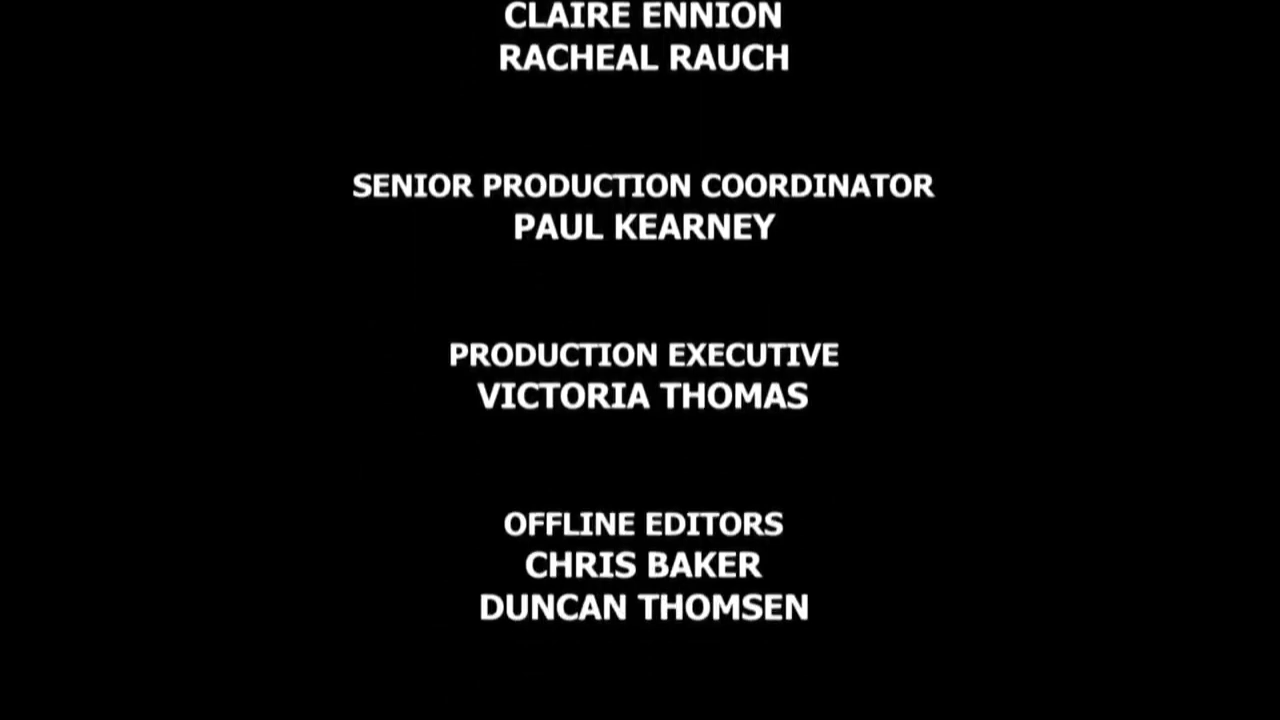 CLAIRE ENNION
RACHEAL RAUCH
SENIOR PRODUCTION COORDINATOR
PAUL KEARNEY
PRODUCTION EXECUTIVE
VICTORIA THOMAS
OFFLINE EDITORS
CHRIS BAKER
DUNCAN THOMSEN